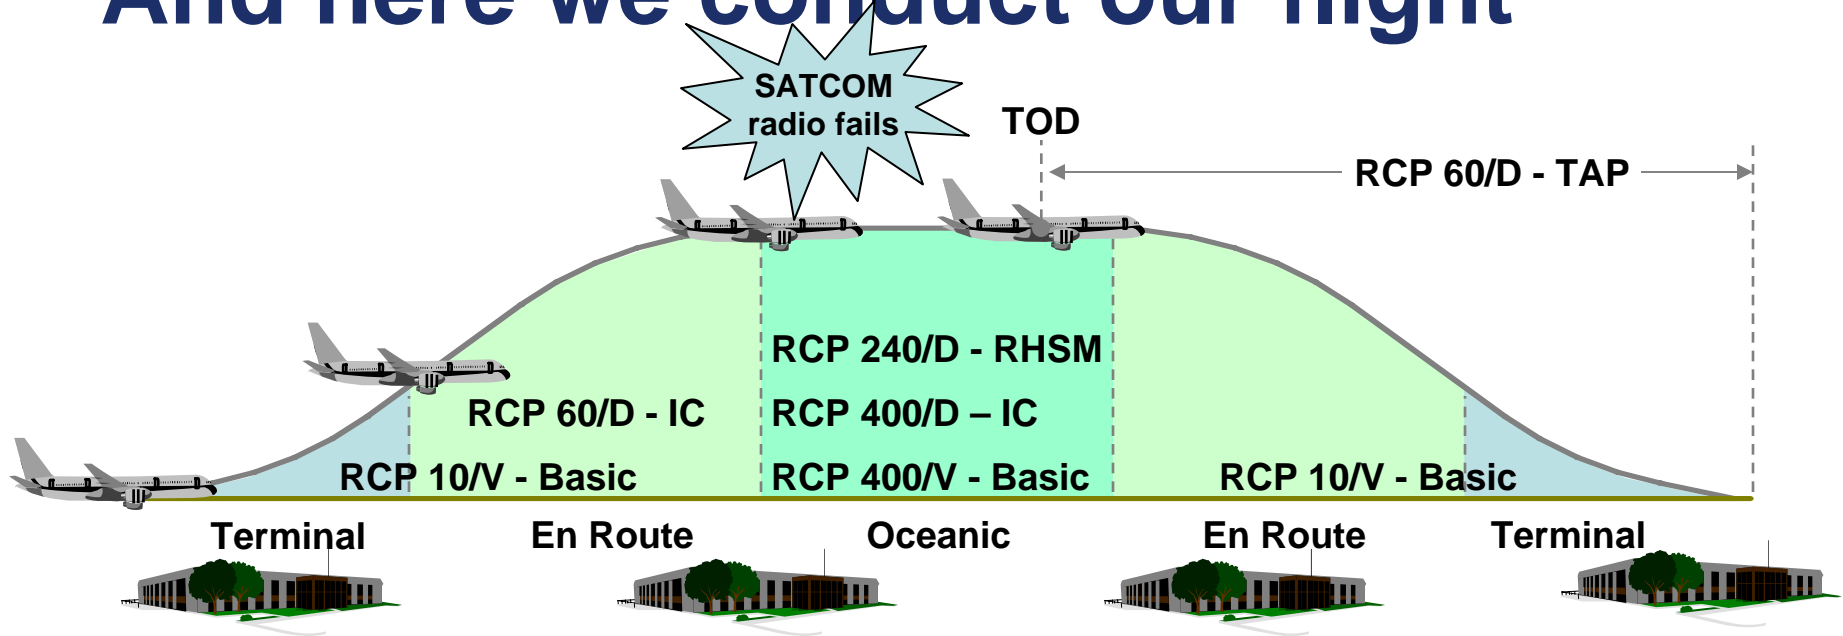 And here we conduct our flight
SATCOM
radio fails
TOD
RCP 60/D - TAP
RCP 240/D - RHSM
RCP 60/D - IC
RCP 400/D – IC
RCP 10/V - Basic
RCP 400/V - Basic
RCP 10/V - Basic
Terminal
En Route
Oceanic
En Route
Terminal